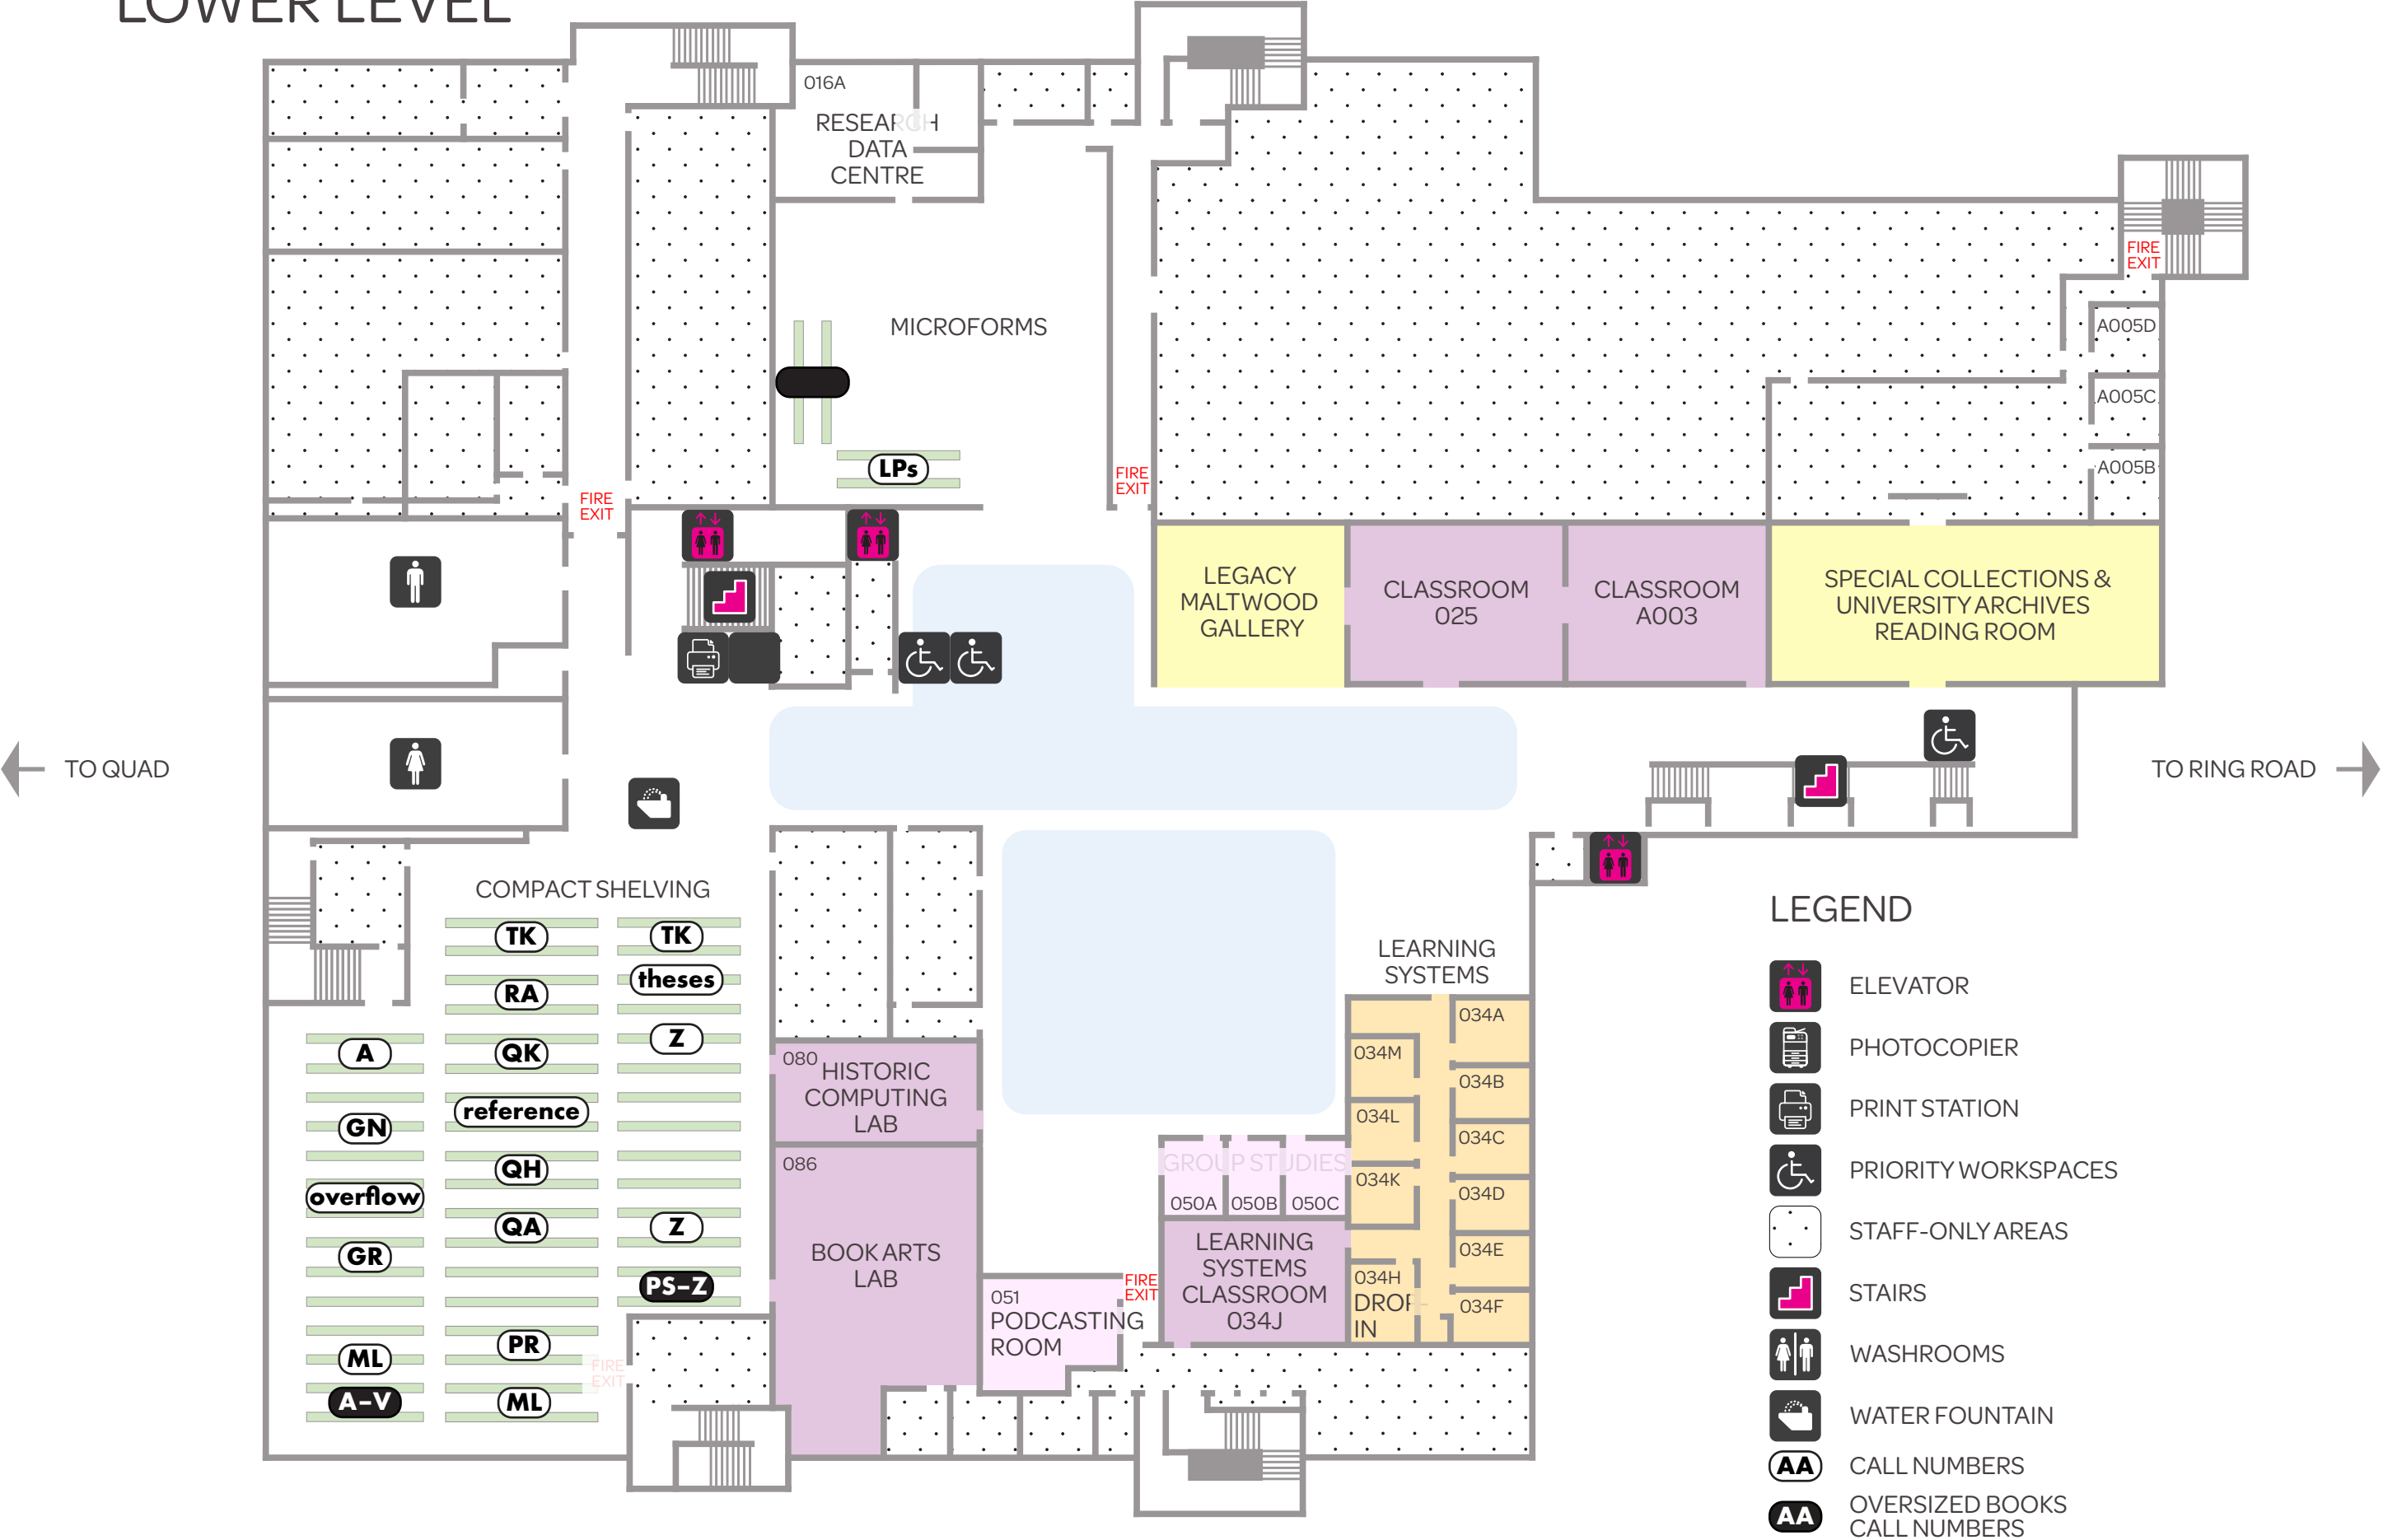 LOWER LEVEL
016A
RESEARCH
DATA
CENTRE
MICROFORMS
LPs
FIRE
EXIT
FIRE
EXIT
FIRE
EXIT
A005D
A005C
A005B
LEGACY
MALTWOOD
GALLERY
CLASSROOM
025
CLASSROOM
A003
SPECIAL COLLECTIONS &
UNIVERSITY ARCHIVES
READING ROOM
TO QUAD
TO RING ROAD
COMPACT SHELVING
TK
RA
QK
reference
QH
QA
PR
ML
TK
theses
Z
Z
PS–Z
A
GN
overflow
GR
ML
A–V
FIRE
EXIT
080
HISTORIC
COMPUTING
LAB
086
BOOK ARTS
LAB
051
PODCASTING
ROOM
FIRE
EXIT
GROUP STUDIES
050A
050B
050C
LEARNING
SYSTEMS
CLASSROOM
034J
LEARNING
SYSTEMS
034A
034B
034C
034D
034E
034F
034M
034L
034K
034H
DROP-
IN
LEGEND
ELEVATOR
PHOTOCOPIER
PRINT STATION
PRIORITY WORKSPACES
STAFF-ONLY AREAS
STAIRS
WASHROOMS
WATER FOUNTAIN
AA
CALL NUMBERS
AA
OVERSIZED BOOKS
CALL NUMBERS